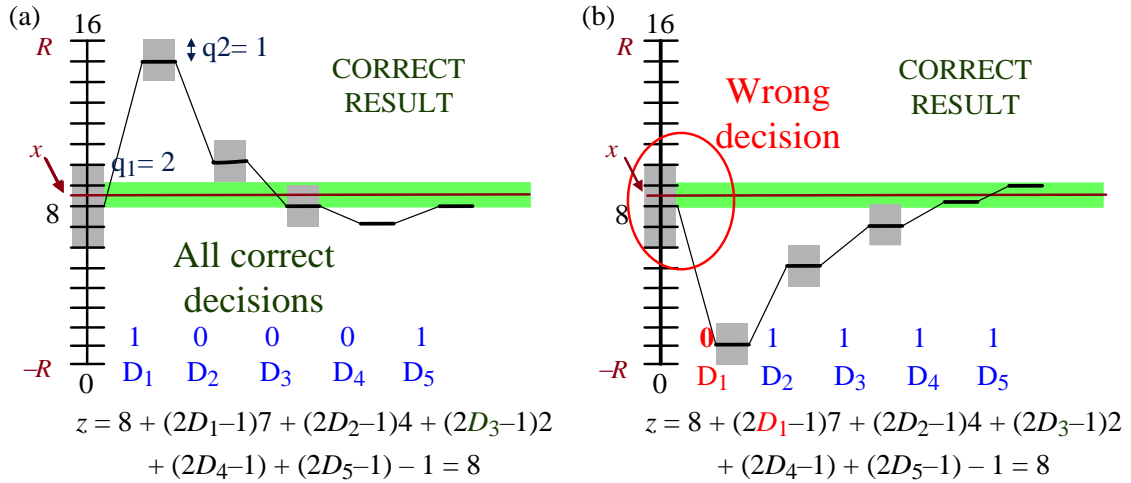 (a)
16
R
q2= 1
CORRECT
RESULT
x
q₁= 2
8
All correct
decisions
1 0 0 0 1
–R
D₁ D₂ D₃ D₄ D₅
0
z = 8 + (2D₁–1)7 + (2D₂–1)4 + (2D₃–1)2
+ (2D₄–1) + (2D₅–1) – 1 = 8
(b)
16
R
CORRECT
RESULT
Wrong
decision
x
8
0 1 1 1 1
–R
D₁ D₂ D₃ D₄ D₅
0
z = 8 + (2D₁–1)7 + (2D₂–1)4 + (2D₃–1)2
+ (2D₄–1) + (2D₅–1) – 1 = 8